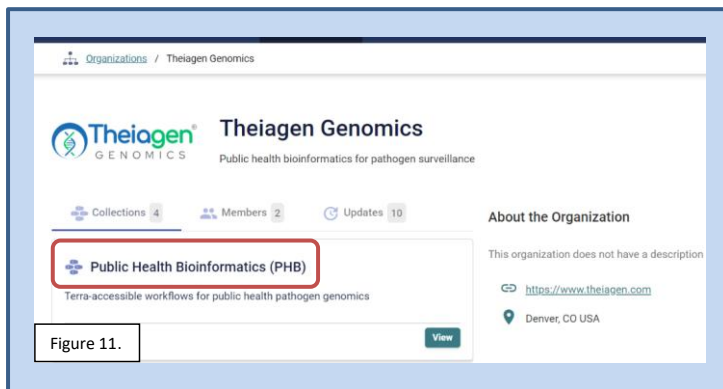 Organizations / Theiagen Genomics
Theiagen®
GENOMICS
Theiagen Genomics
Public health bioinformatics for pathogen surveillance
Collections 4 Members 2 Updates 10
Public Health Bioinformatics (PHB)
Terra-accessible workflows for public health pathogen genomics
View
Figure 11.
About the Organization
This organization does not have a description
https://www.theiagen.com
Denver, CO USA